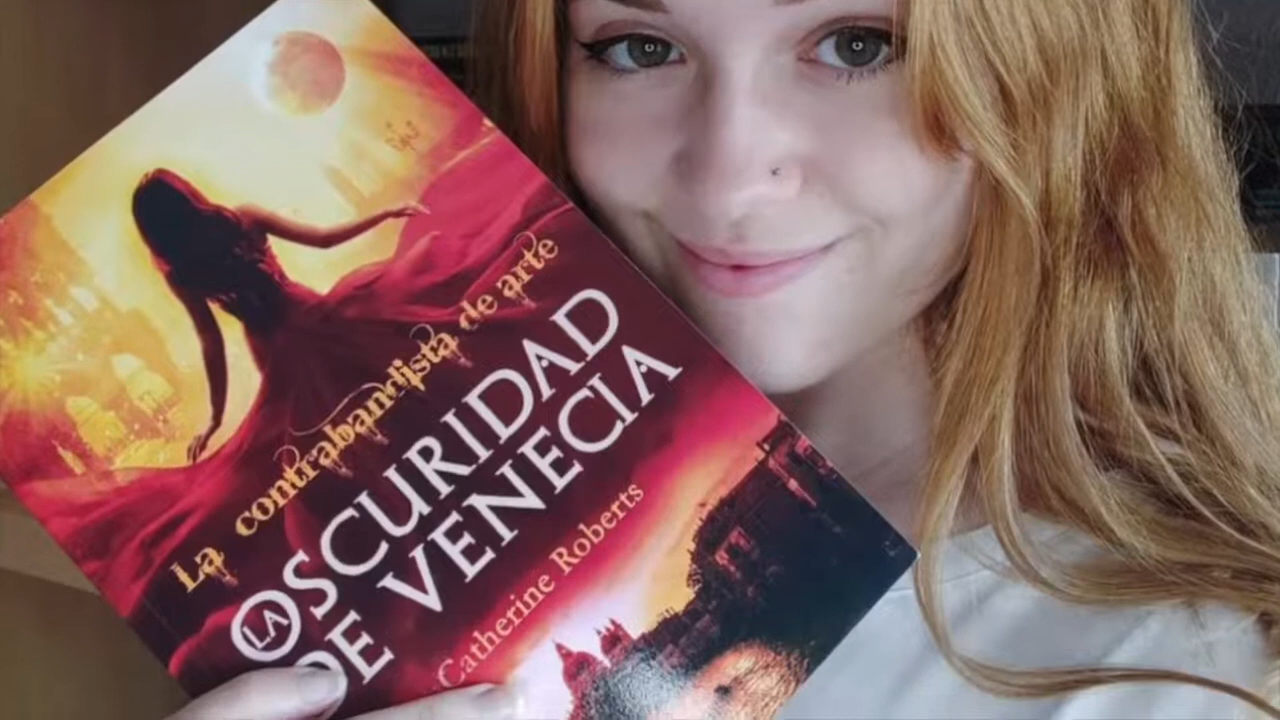 La contrabandista de arte
LA OSCURIDAD
DE VENECIA
Catherine Roberts